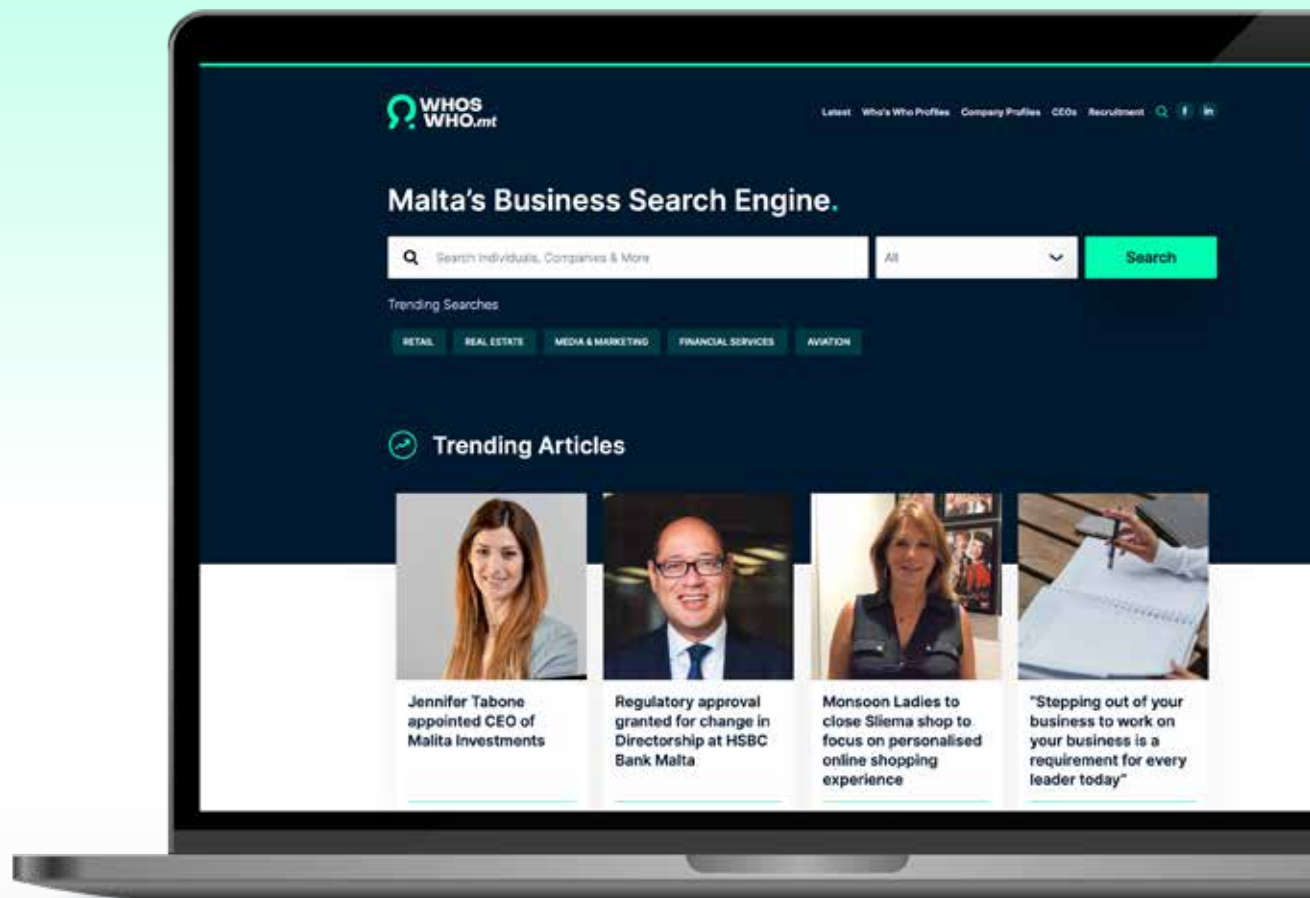 WHOS
WHO.mt
Latest Who's Who Profiles Company Profiles CEOs Recruitment f in
Malta's Business Search Engine.
Search Individuals, Companies & More
All
Search
Trending Searches
RETAIL REAL ESTATE MEDIA & MARKETING FINANCIAL SERVICES AVIATION
Trending Articles
Jennifer Tabone
appointed CEO of
Malita Investments
Regulatory approval
granted for change in
Directorship at HSBC
Bank Malta
Monsoon Ladies to
close Sliema shop to
focus on personalised
online shopping
experience
"Stepping out of your
business to work on
your business is a
requirement for every
leader today"